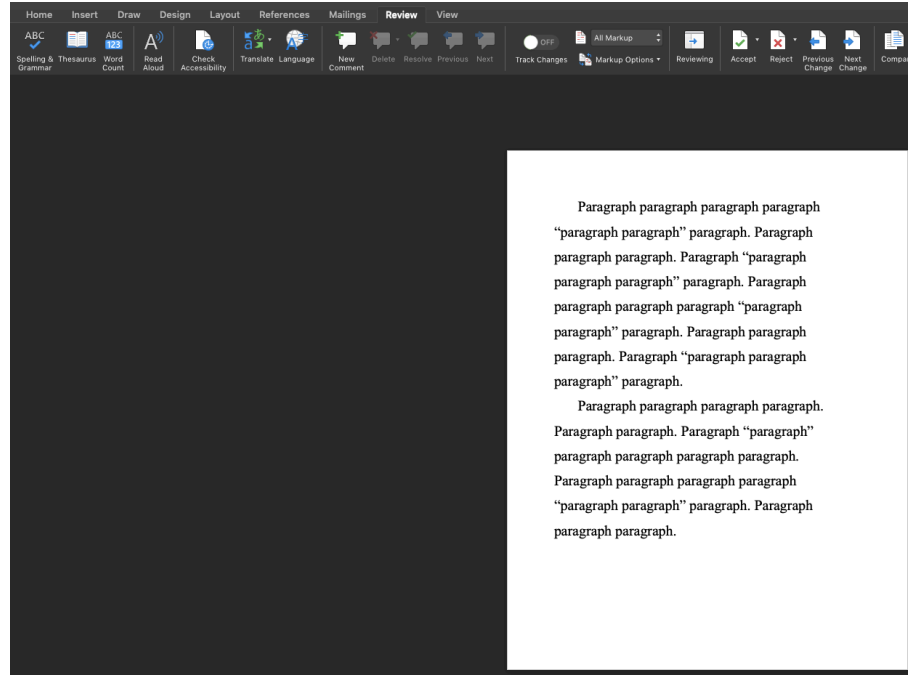 Home Insert Draw Design Layout References Mailings Review View
ABC ABC 123 A OFF All Markup
Spelling & Grammar Thesaurus Word Count Read Aloud Check Accessibility Translate Language New Comment Delete Resolve Previous Next Track Changes Markup Options Reviewing Accept Reject Previous Change Next Change Compa
Paragraph paragraph paragraph paragraph
“paragraph paragraph” paragraph. Paragraph
paragraph paragraph. Paragraph “paragraph
paragraph paragraph” paragraph. Paragraph
paragraph paragraph paragraph “paragraph
paragraph” paragraph. Paragraph paragraph
paragraph. Paragraph “paragraph paragraph
paragraph” paragraph.
Paragraph paragraph paragraph paragraph.
Paragraph paragraph. Paragraph “paragraph”
paragraph paragraph paragraph paragraph.
Paragraph paragraph paragraph paragraph
“paragraph paragraph” paragraph. Paragraph
paragraph paragraph.